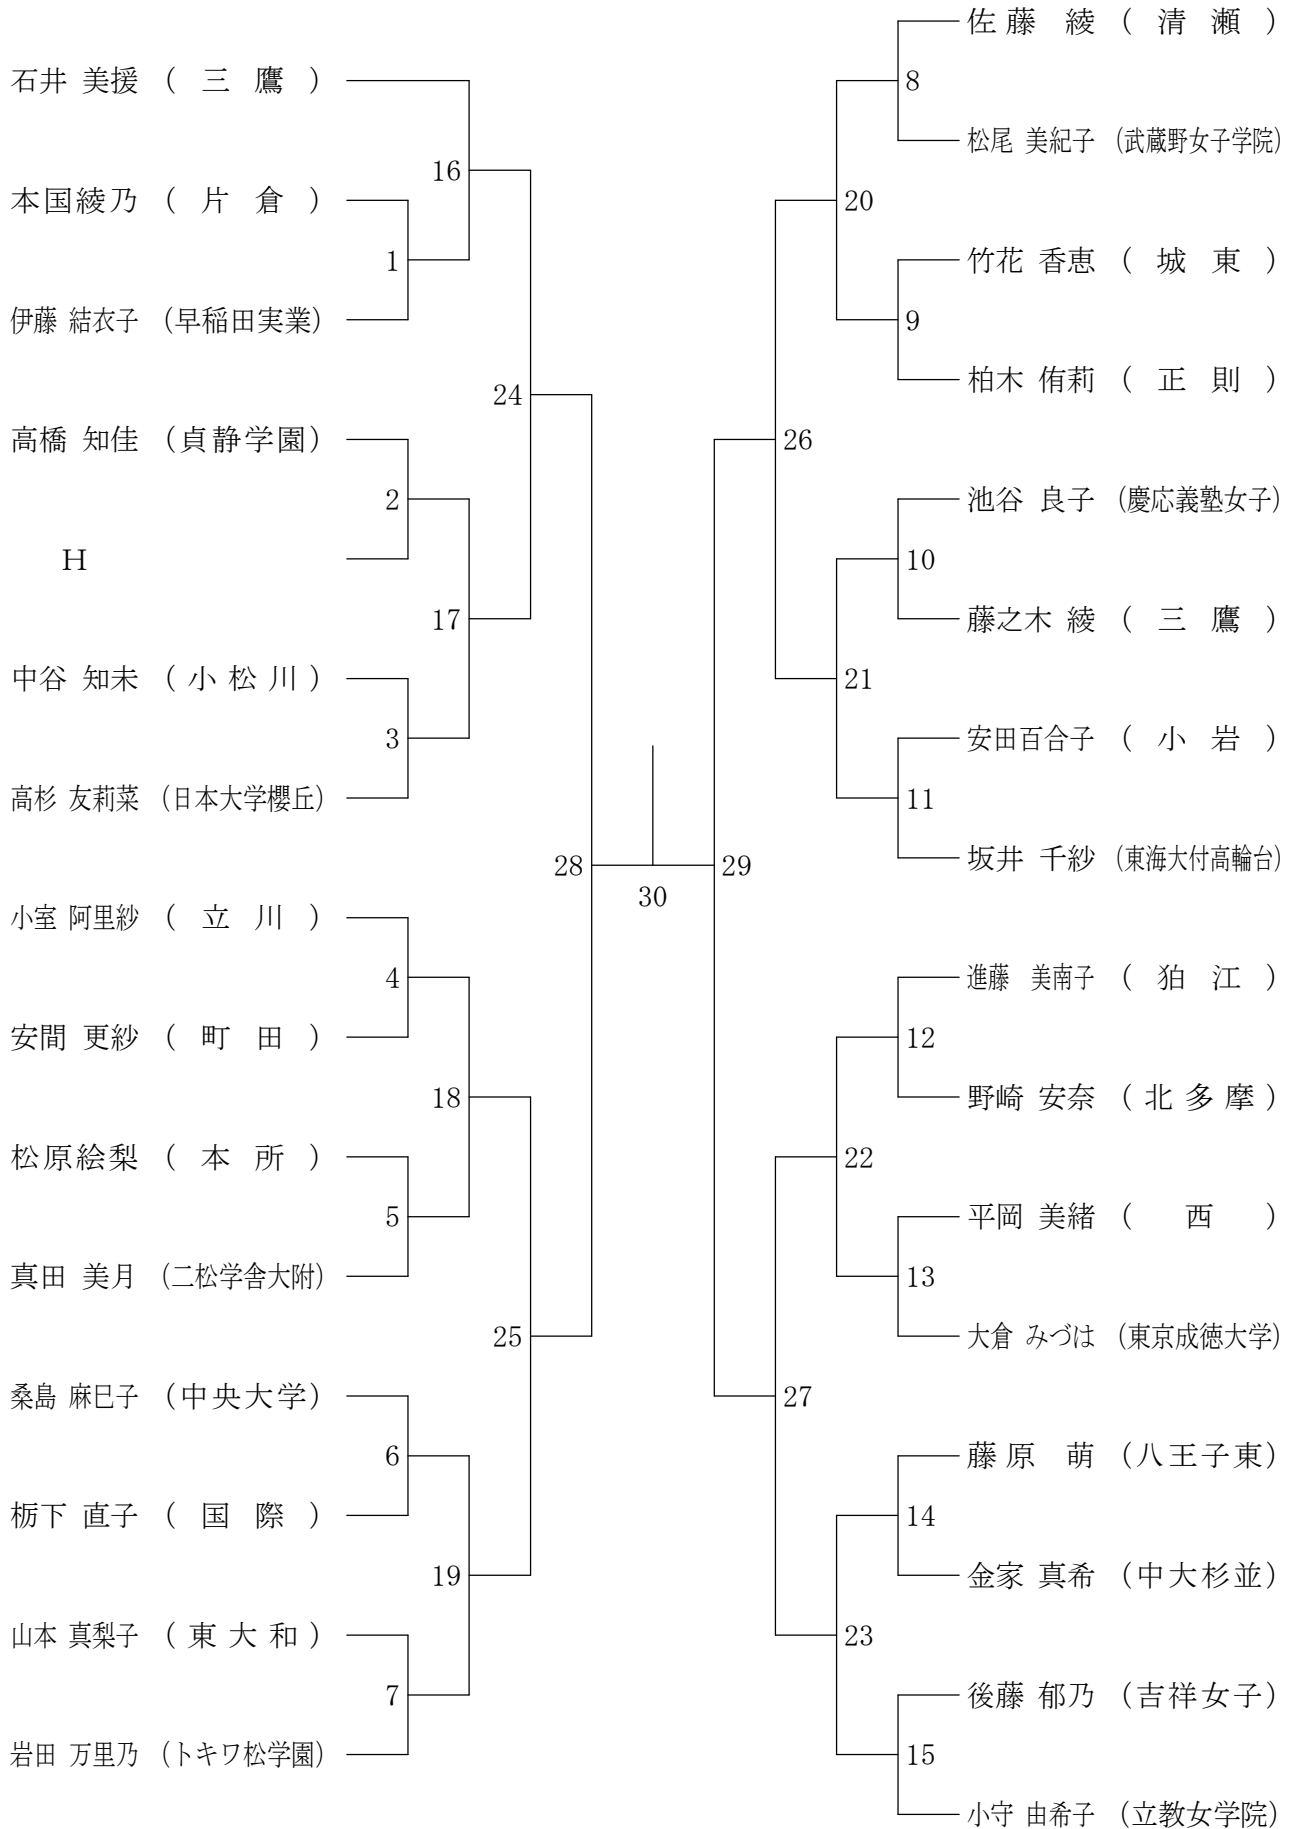 石井 美援 （ 三 鷹 ）
本国綾乃 （ 片 倉 ）
伊藤 結衣子 （早稲田実業）
高橋 知佳 （貞静学園）
H
中谷 知未 （小松川）
高杉 友莉菜 （日本大学櫻丘）
小室 阿里紗 （ 立 川 ）
安間 更紗 （ 町 田 ）
松原絵梨 （ 本 所 ）
真田 美月 （二松学舎大附）
桑島 麻巳子 （中央大学）
栃下 直子 （ 国 際 ）
山本 真梨子 （東大和）
岩田 万里乃 （トキワ松学園）
1
2
3
4
5
6
7
16
17
18
19
24
25
28
30
29
26
27
20
21
22
23
8
9
10
11
12
13
14
15
佐藤 綾 （ 清 瀬 ）
松尾 美紀子 （武蔵野女子学院）
竹花 香恵 （ 城 東 ）
柏木 侑莉 （ 正 則 ）
池谷 良子 （慶応義塾女子）
藤之木 綾 （ 三 鷹 ）
安田百合子 （ 小 岩 ）
坂井 千紗 （東海大付高輪台）
進藤 美南子 （ 狛 江 ）
野崎 安奈 （北多摩）
平岡 美緒 （ 西 ）
大倉 みづは （東京成徳大学）
藤原 萌 （八王子東）
金家 真希 （中大杉並）
後藤 郁乃 （吉祥女子）
小守 由希子 （立教女学院）